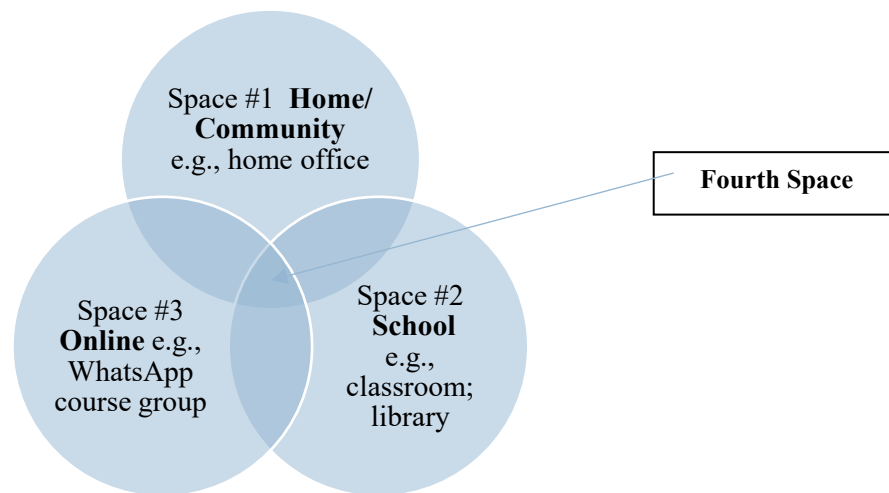 Space #1 Home/
Community
e.g., home office
Fourth Space
Space #3
Online e.g.,
WhatsApp
course group
Space #2
School
e.g.,
classroom;
library